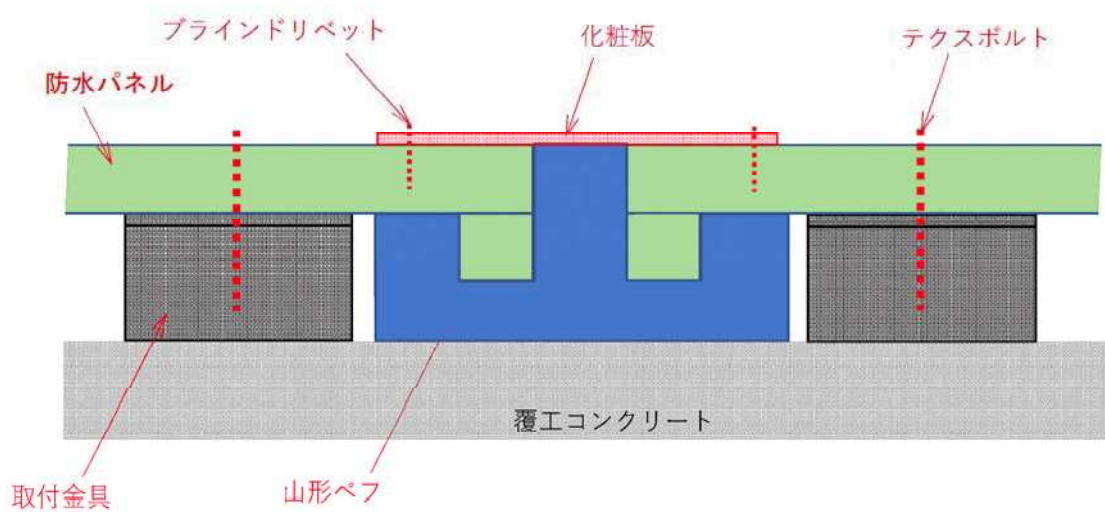 ブラインドリベット
化粧板
テクスボルト
防水パネル
覆工コンクリート
取付金具
山形ペフ